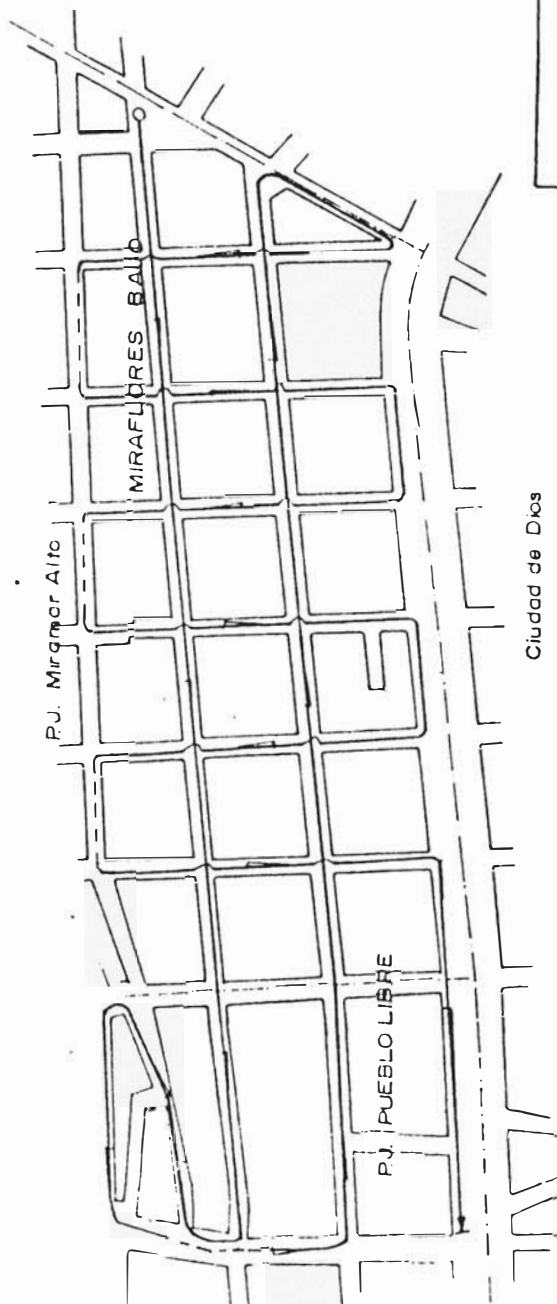 P.J. Miramar Alto
MIRAFLORES BAJO
P.J. PUEBLO LIBRE
Ciudad de Dios